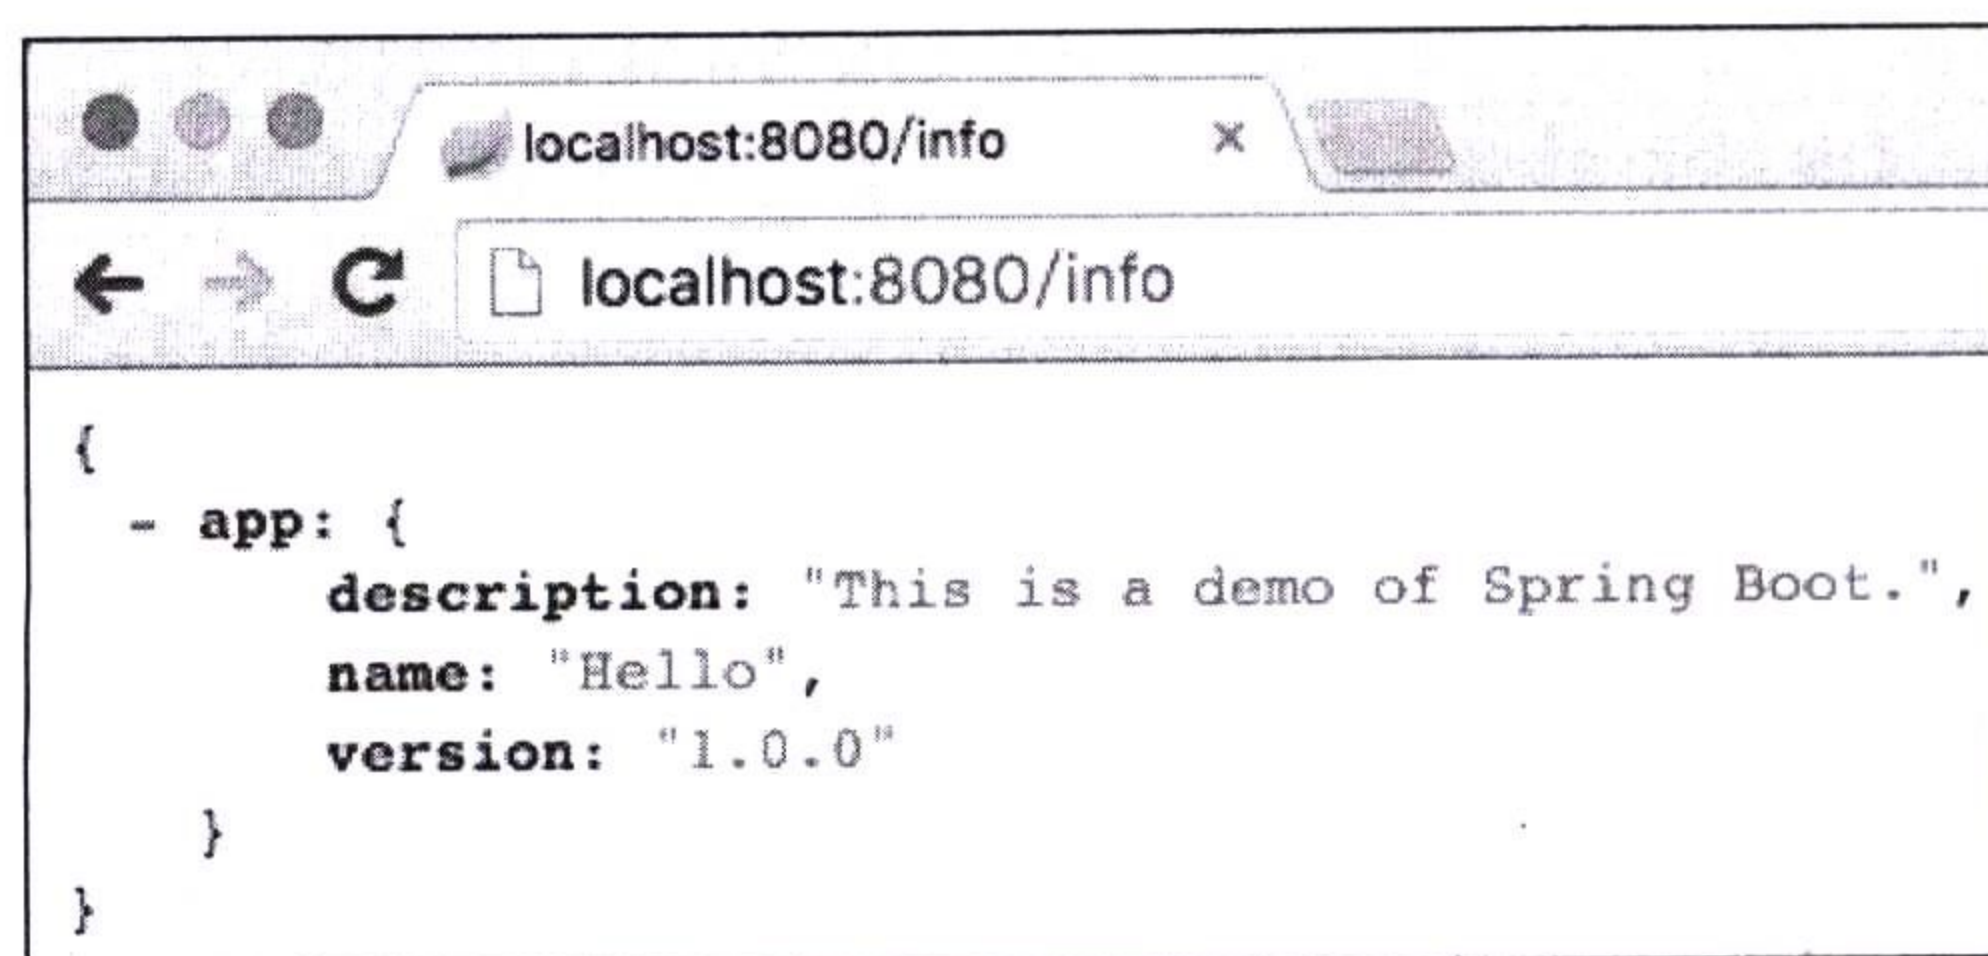 localhost:8080/info
localhost:8080/info
{
- app: {
description: "This is a demo of Spring Boot.",
name: "Hello",
version: "1.0.0"
}
}